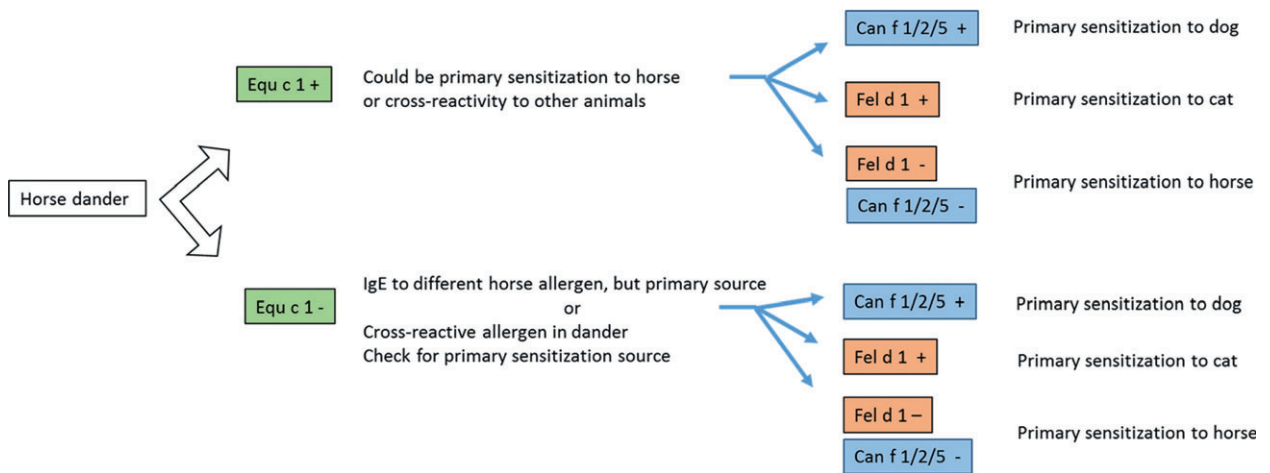 Horse dander
Equ c 1 +
Could be primary sensitization to horse
or cross-reactivity to other animals
Can f 1/2/5 +
Primary sensitization to dog
Fel d 1 +
Primary sensitization to cat
Fel d 1 -
Can f 1/2/5 -
Primary sensitization to horse
Equ c 1 -
IgE to different horse allergen, but primary source
or
Cross-reactive allergen in dander
Check for primary sensitization source
Can f 1/2/5 +
Primary sensitization to dog
Fel d 1 +
Primary sensitization to cat
Fel d 1 –
Can f 1/2/5 -
Primary sensitization to horse